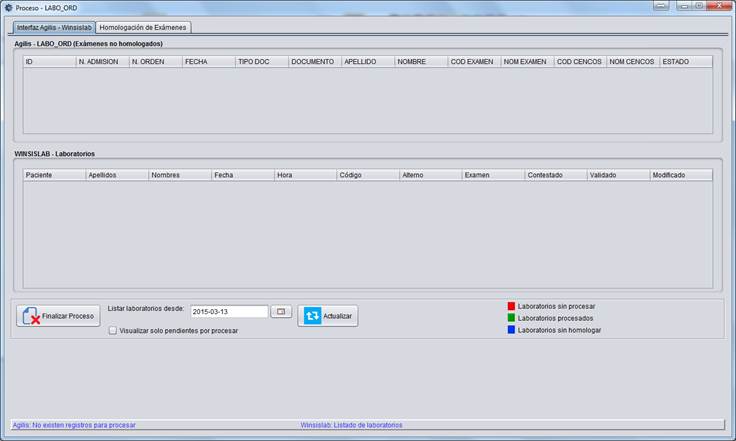 Proceso - LABO_ORD
Interfaz Agilis - Winsislab Homologación de Exámenes
Agilis - LABO_ORD (Exámenes no homologados)
ID N. ADMISION N. ORDEN FECHA TIPO DOC DOCUMENTO APELLIDO NOMBRE COD EXAMEN NOM EXAMEN COD CENCOS NOM CENCOS ESTADO
WINSISLAB - Laboratorios
Paciente Apellidos Nombres Fecha Hora Código Alterno Examen Contestado Validado Modificado
Finalizar Proceso Listar laboratorios desde: 2015-03-13 Actualizar
Visualizar solo pendientes por procesar
Laboratorios sin procesar
Laboratorios procesados
Laboratorios sin homologar
Agilis: No existen registros para procesar Winsislab: Listado de laboratorios